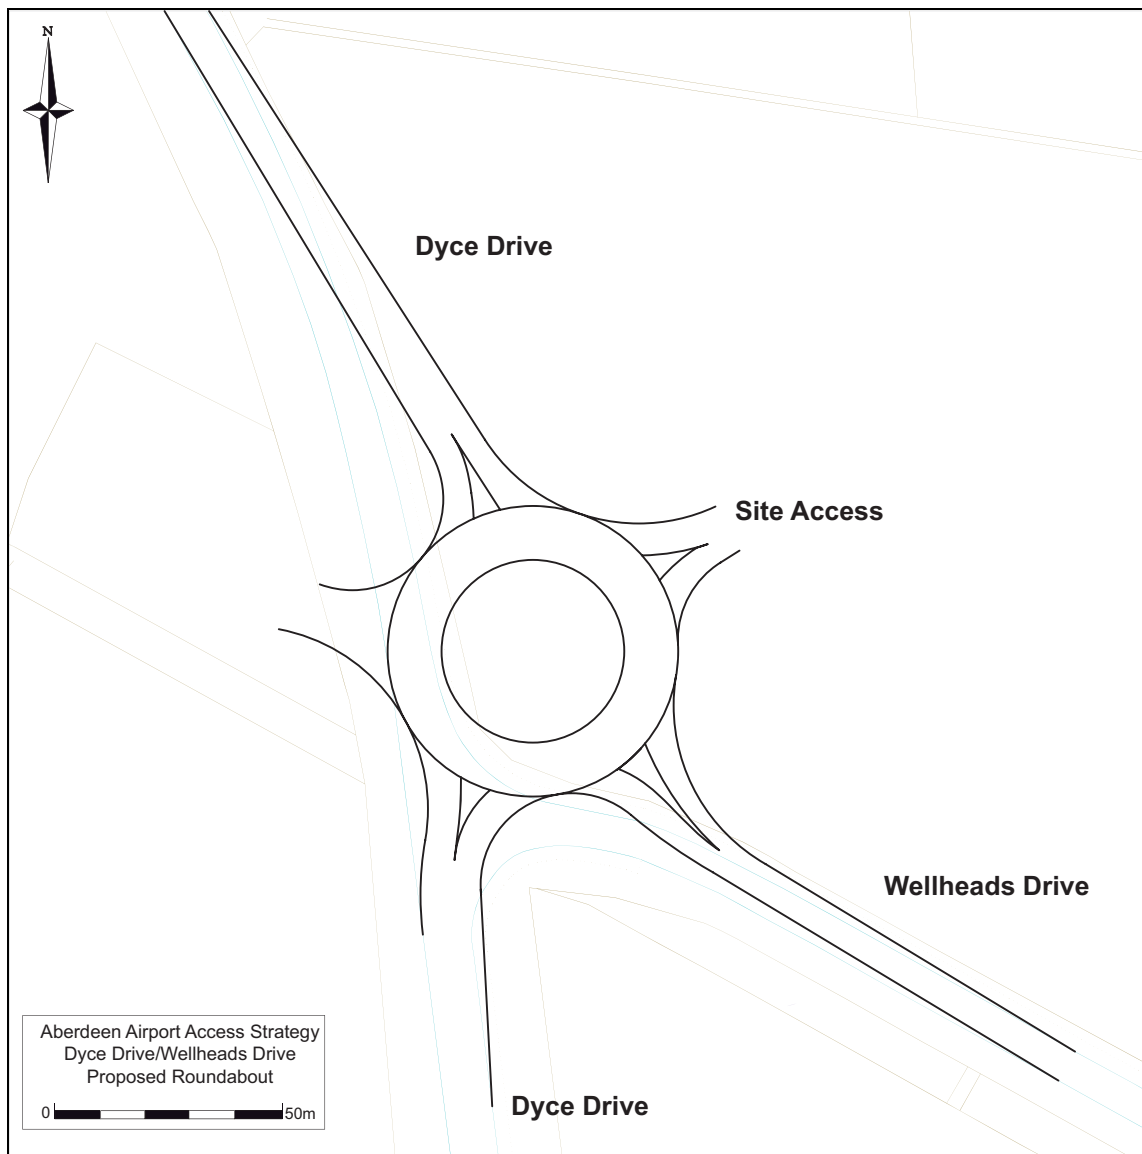 N
Dyce Drive
Site Access
Wellheads Drive
Aberdeen Airport Access Strategy
Dyce Drive/Wellheads Drive
Proposed Roundabout
0 50m
Dyce Drive